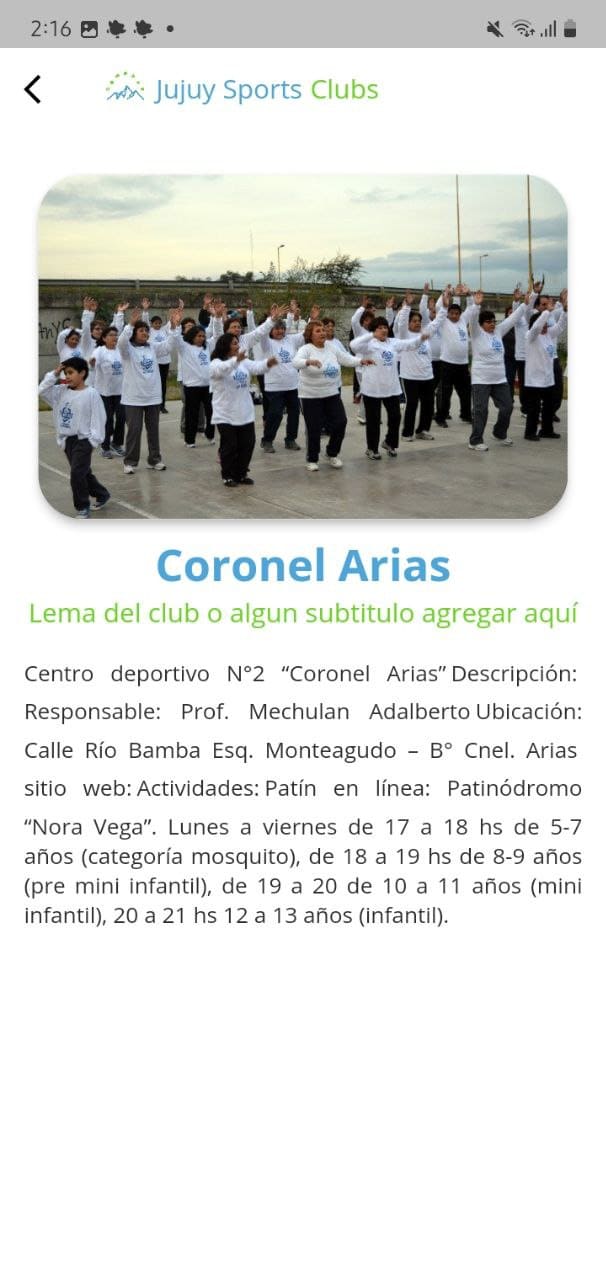 2:16
Jujuy Sports Clubs
Coronel Arias
Lema del club o algun subtitulo agregar aquí
Centro deportivo N°2 “Coronel Arias” Descripción:
Responsable: Prof. Mechulan Adalberto Ubicación:
Calle Río Bamba Esq. Monteagudo – B° Cnel. Arias
sitio web: Actividades: Patín en línea: Patinódromo
“Nora Vega”. Lunes a viernes de 17 a 18 hs de 5-7
años (categoría mosquito), de 18 a 19 hs de 8-9 años
(pre mini infantil), de 19 a 20 de 10 a 11 años (mini
infantil), 20 a 21 hs 12 a 13 años (infantil).